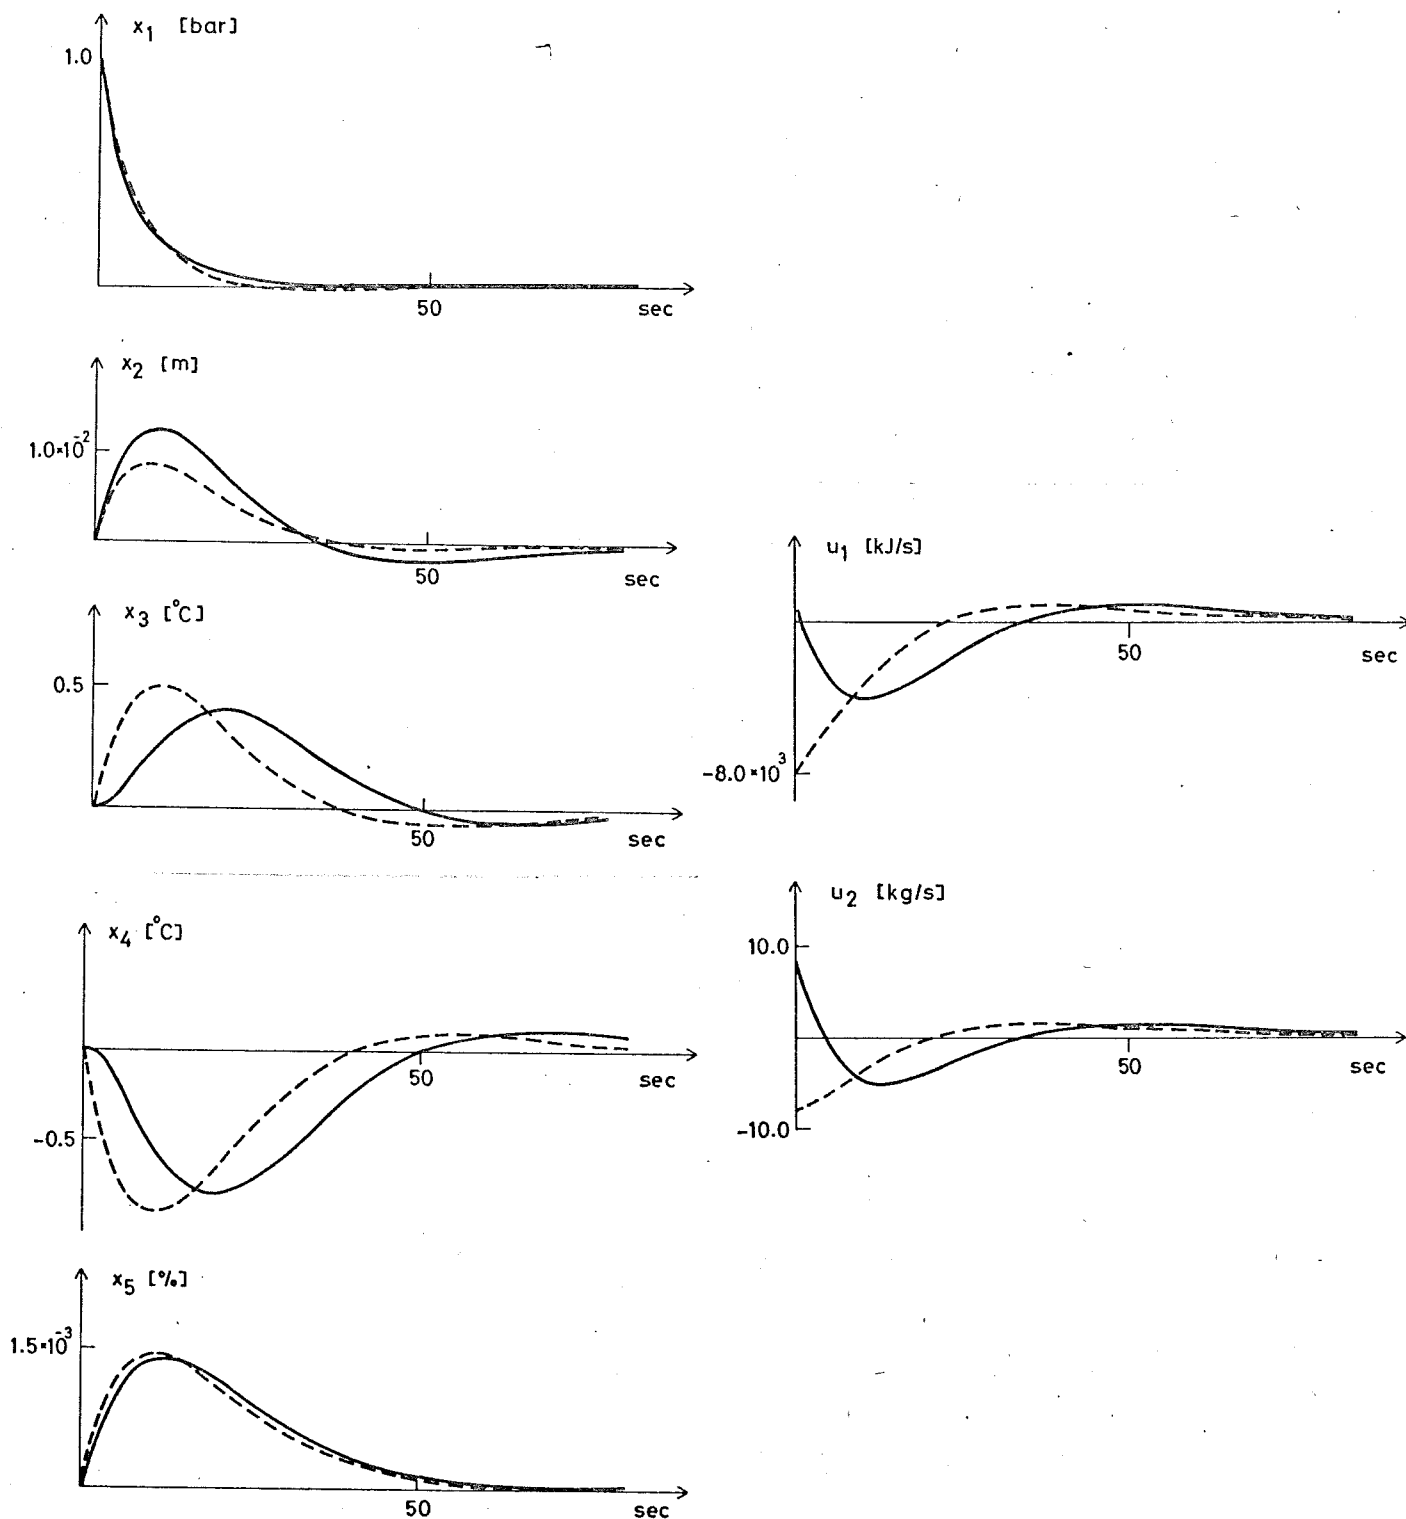 x₁ [bar]
1.0
50
sec
x₂ [m]
1.0×10⁻²
50
sec
x₃ [°C]
0.5
50
sec
x₄ [°C]
50
sec
-0.5
x₅ [%]
1.5×10⁻³
50
sec
u₁ [kJ/s]
50
sec
-8.0×10³
u₂ [kg/s]
10.0
50
sec
-10.0